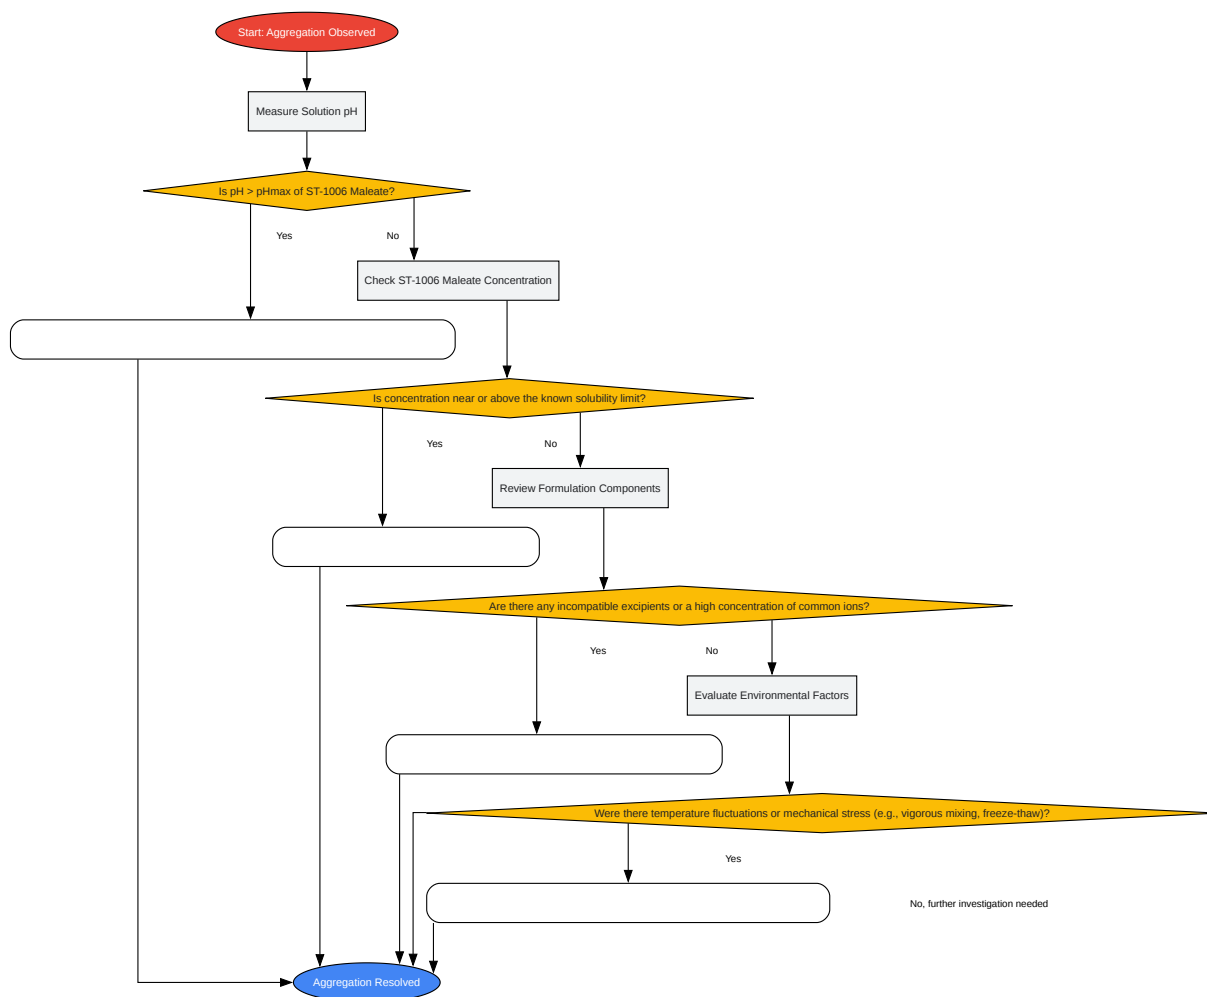 Start: Aggregation Observed
Measure Solution pH
Is pH > pHmax of ST-1006 Maleate?
Yes
No
Check ST-1006 Maleate Concentration
Is concentration near or above the known solubility limit?
Yes
No
Review Formulation Components
Are there any incompatible excipients or a high concentration of common ions?
Yes
No
Evaluate Environmental Factors
Were there temperature fluctuations or mechanical stress (e.g., vigorous mixing, freeze-thaw)?
Yes
No, further investigation needed
Aggregation Resolved